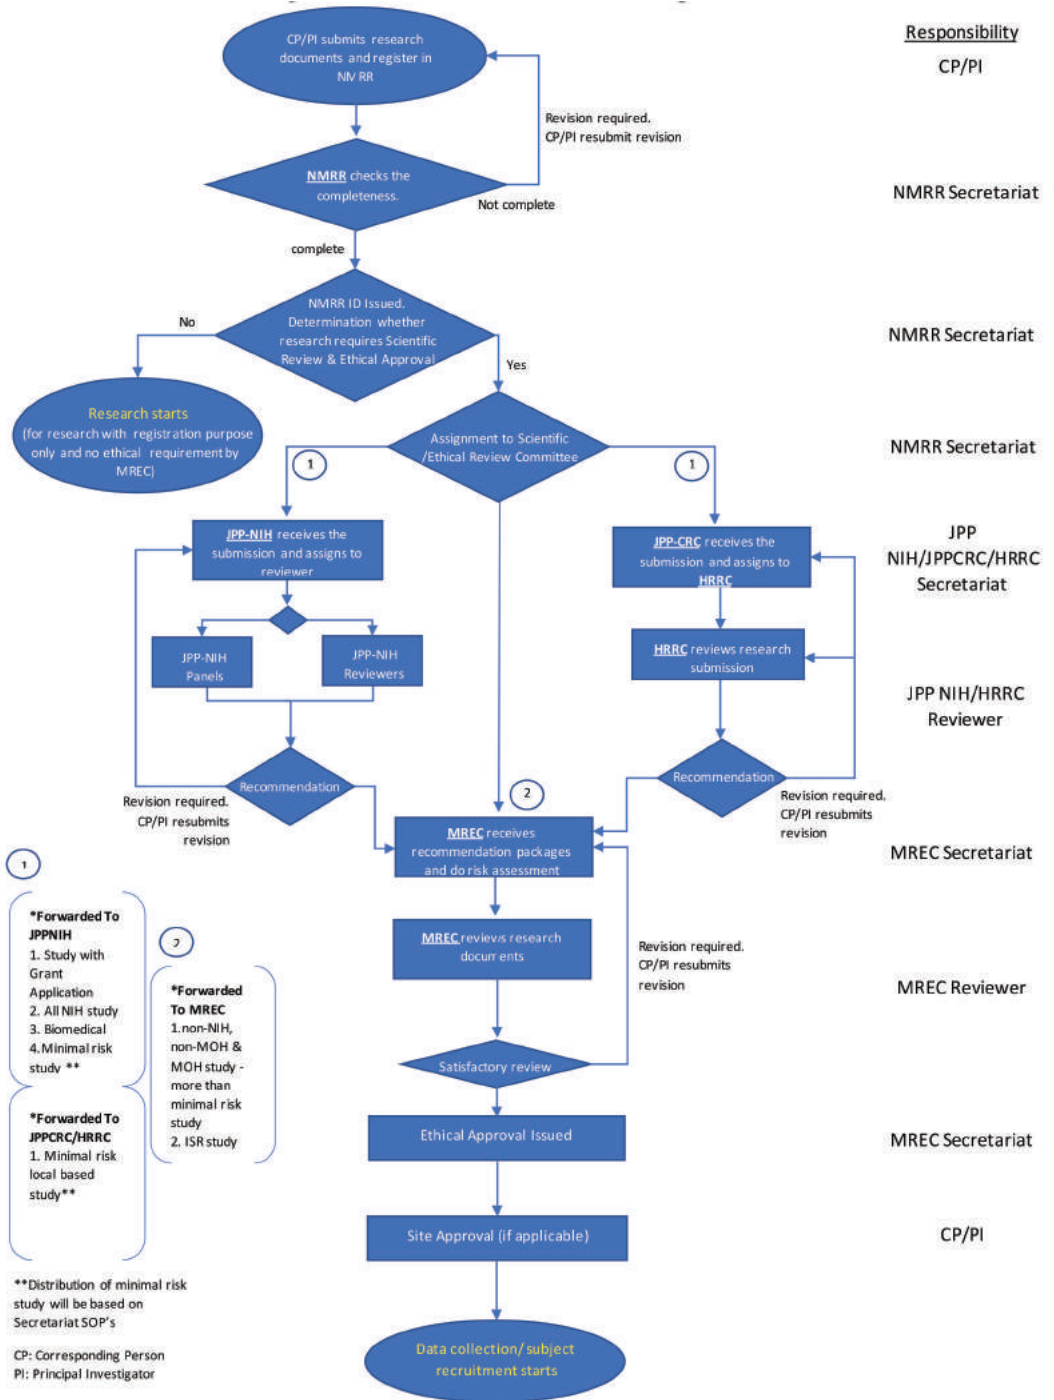 Responsibility
CP/PI submits research
documents and register in
NMRR
CP/PI
Revision required.
CP/PI resubmit revision
NMRR checks the
completeness.
Not complete
NMRR Secretariat
complete
NMRR ID Issued.
Determination whether
research requires Scientific
Review & Ethical Approval
No
Yes
NMRR Secretariat
Research starts
(for research with registration purpose
only and no ethical requirement by
MREC)
Assignment to Scientific
/Ethical Review Committee
NMRR Secretariat
1
1
JPP-NIH receives the
submission and assigns to
reviewer
JPP-CRC receives the
submission and assigns to
HRRC
JPP
NIH/JPPCRC/HRRC
Secretariat
JPP-NIH
Panels
JPP-NIH
Reviewers
HRRC reviews research
submission
JPP NIH/HRRC
Reviewer
Recommendation
Recommendation
Revision required.
CP/PI resubmits
revision
2
Revision required.
CP/PI resubmits
revision
MREC receives
recommendation packages
and do risk assessment
MREC Secretariat
MREC reviews research
documents
Revision required.
CP/PI resubmits
revision
MREC Reviewer
Satisfactory review
Ethical Approval Issued
MREC Secretariat
Site Approval (if applicable)
CP/PI
Data collection/ subject
recruitment starts
1
*Forwarded To
JPPNIH
1. Study with
Grant
Application
2. All NIH study
3. Biomedical
4.Minimal risk
study **
*Forwarded To
JPPCRC/HRRC
1. Minimal risk
local based
study**
2
*Forwarded
To MREC
1.non-NIH,
non-MOH &
MOH study -
more than
minimal risk
study
2. ISR study
**Distribution of minimal risk
study will be based on
Secretariat SOP's
CP: Corresponding Person
PI: Principal Investigator